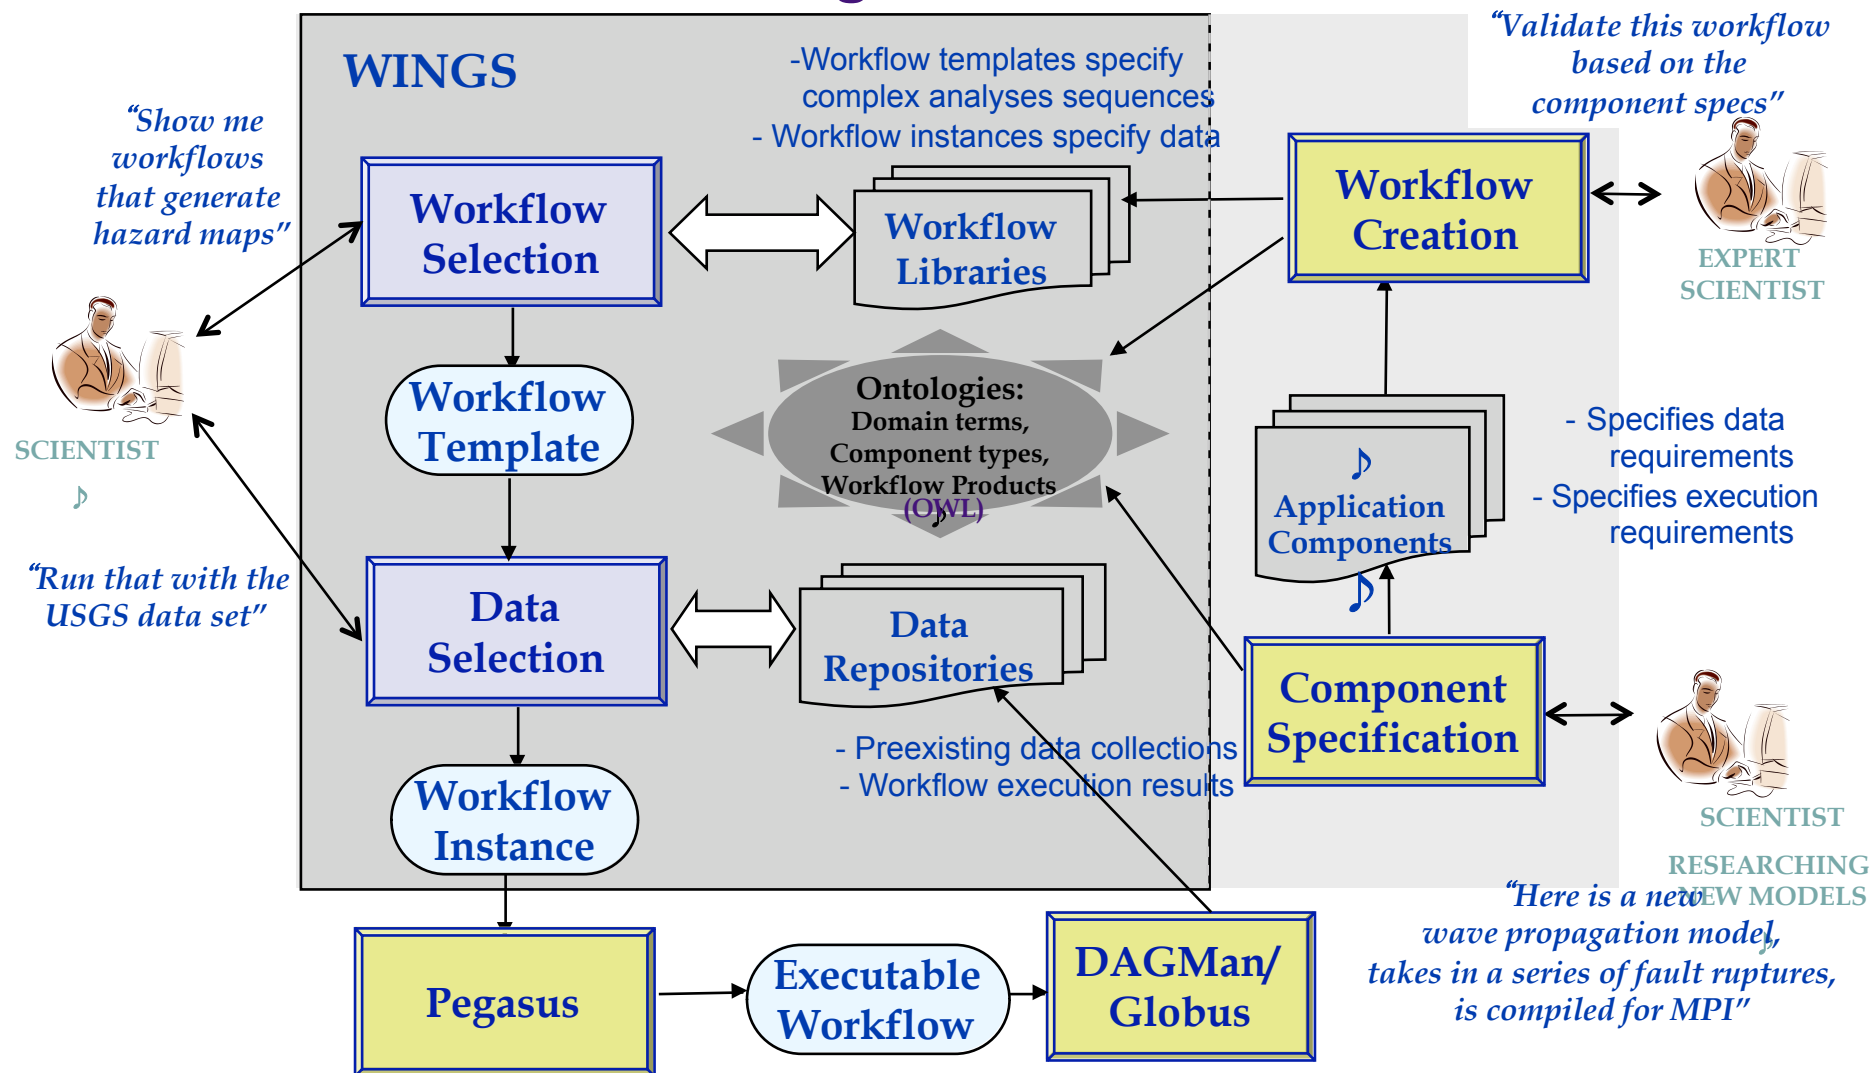 WINGS
-Workflow templates specify
complex analyses sequences
- Workflow instances specify data
“Validate this workflow
based on the
component specs”
“Show me
workflows
that generate
hazard maps”
Workflow
Selection
Workflow
Libraries
Workflow
Creation
EXPERT
SCIENTIST
SCIENTIST
Workflow
Template
Ontologies:
Domain terms,
Component types,
Workflow Products
(OWL)
Application
Components
- Specifies data
requirements
- Specifies execution
requirements
“Run that with the
USGS data set”
Data
Selection
Data
Repositories
- Preexisting data collections
- Workflow execution results
Component
Specification
SCIENTIST
RESEARCHING
NEW MODELS
“Here is a new
wave propagation model,
takes in a series of fault ruptures,
is compiled for MPI”
Workflow
Instance
Pegasus
Executable
Workflow
DAGMan/
Globus